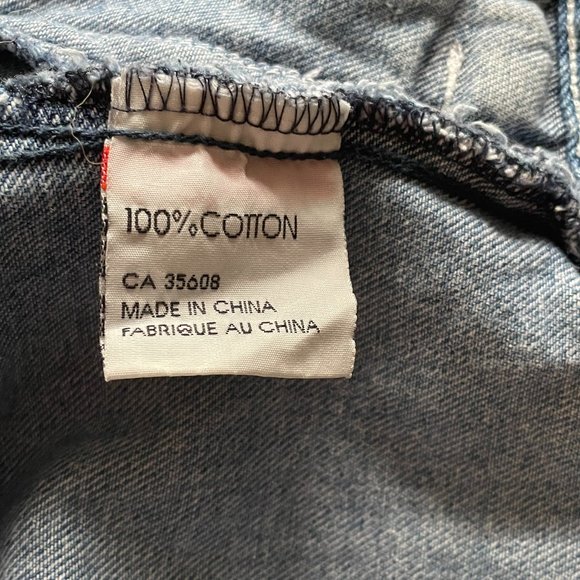 100%COTTON
CA 35608
MADE IN CHINA
FABRIQUE AU CHINA